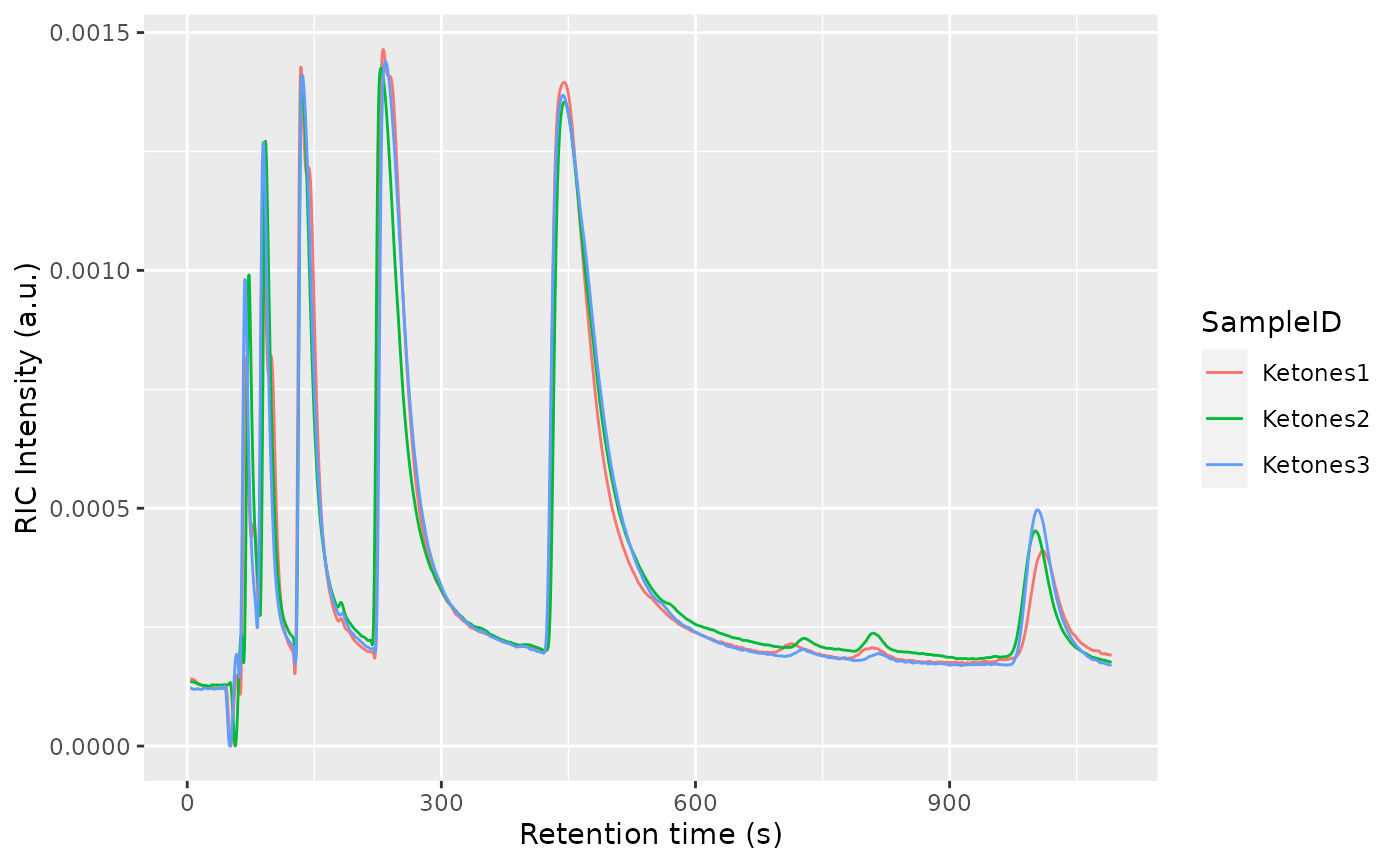 0.0015
0.0010
0.0005
0.0000
RIC Intensity (a.u.)
0
300
600
900
Retention time (s)
SampleID
Ketones1
Ketones2
Ketones3